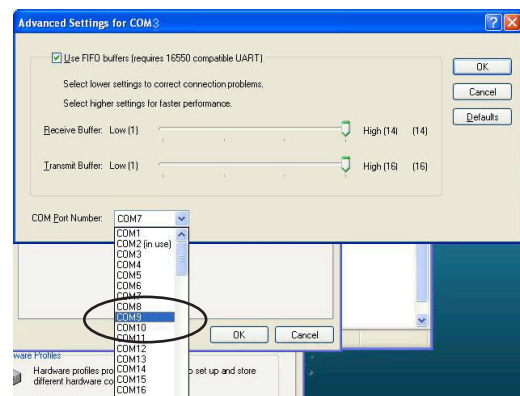 Advanced Settings for COM3
Use FIFO buffers (requires 16550 compatible UART)
OK
Select lower settings to correct connection problems.
Cancel
Select higher settings for faster performance.
Defaults
Receive Buffer: Low (1) High (14) (14)
Transmit Buffer: Low (1) High (16) (16)
COM Port Number: COM7
COM1
COM2 (in use)
COM3
COM4
COM5
COM6
COM7
COM8
COM9
COM10
COM11
OK Cancel
COM12
ware Profiles
COM13
Hardware profiles pro COM14 o set up and store
different hardware co COM15
COM16